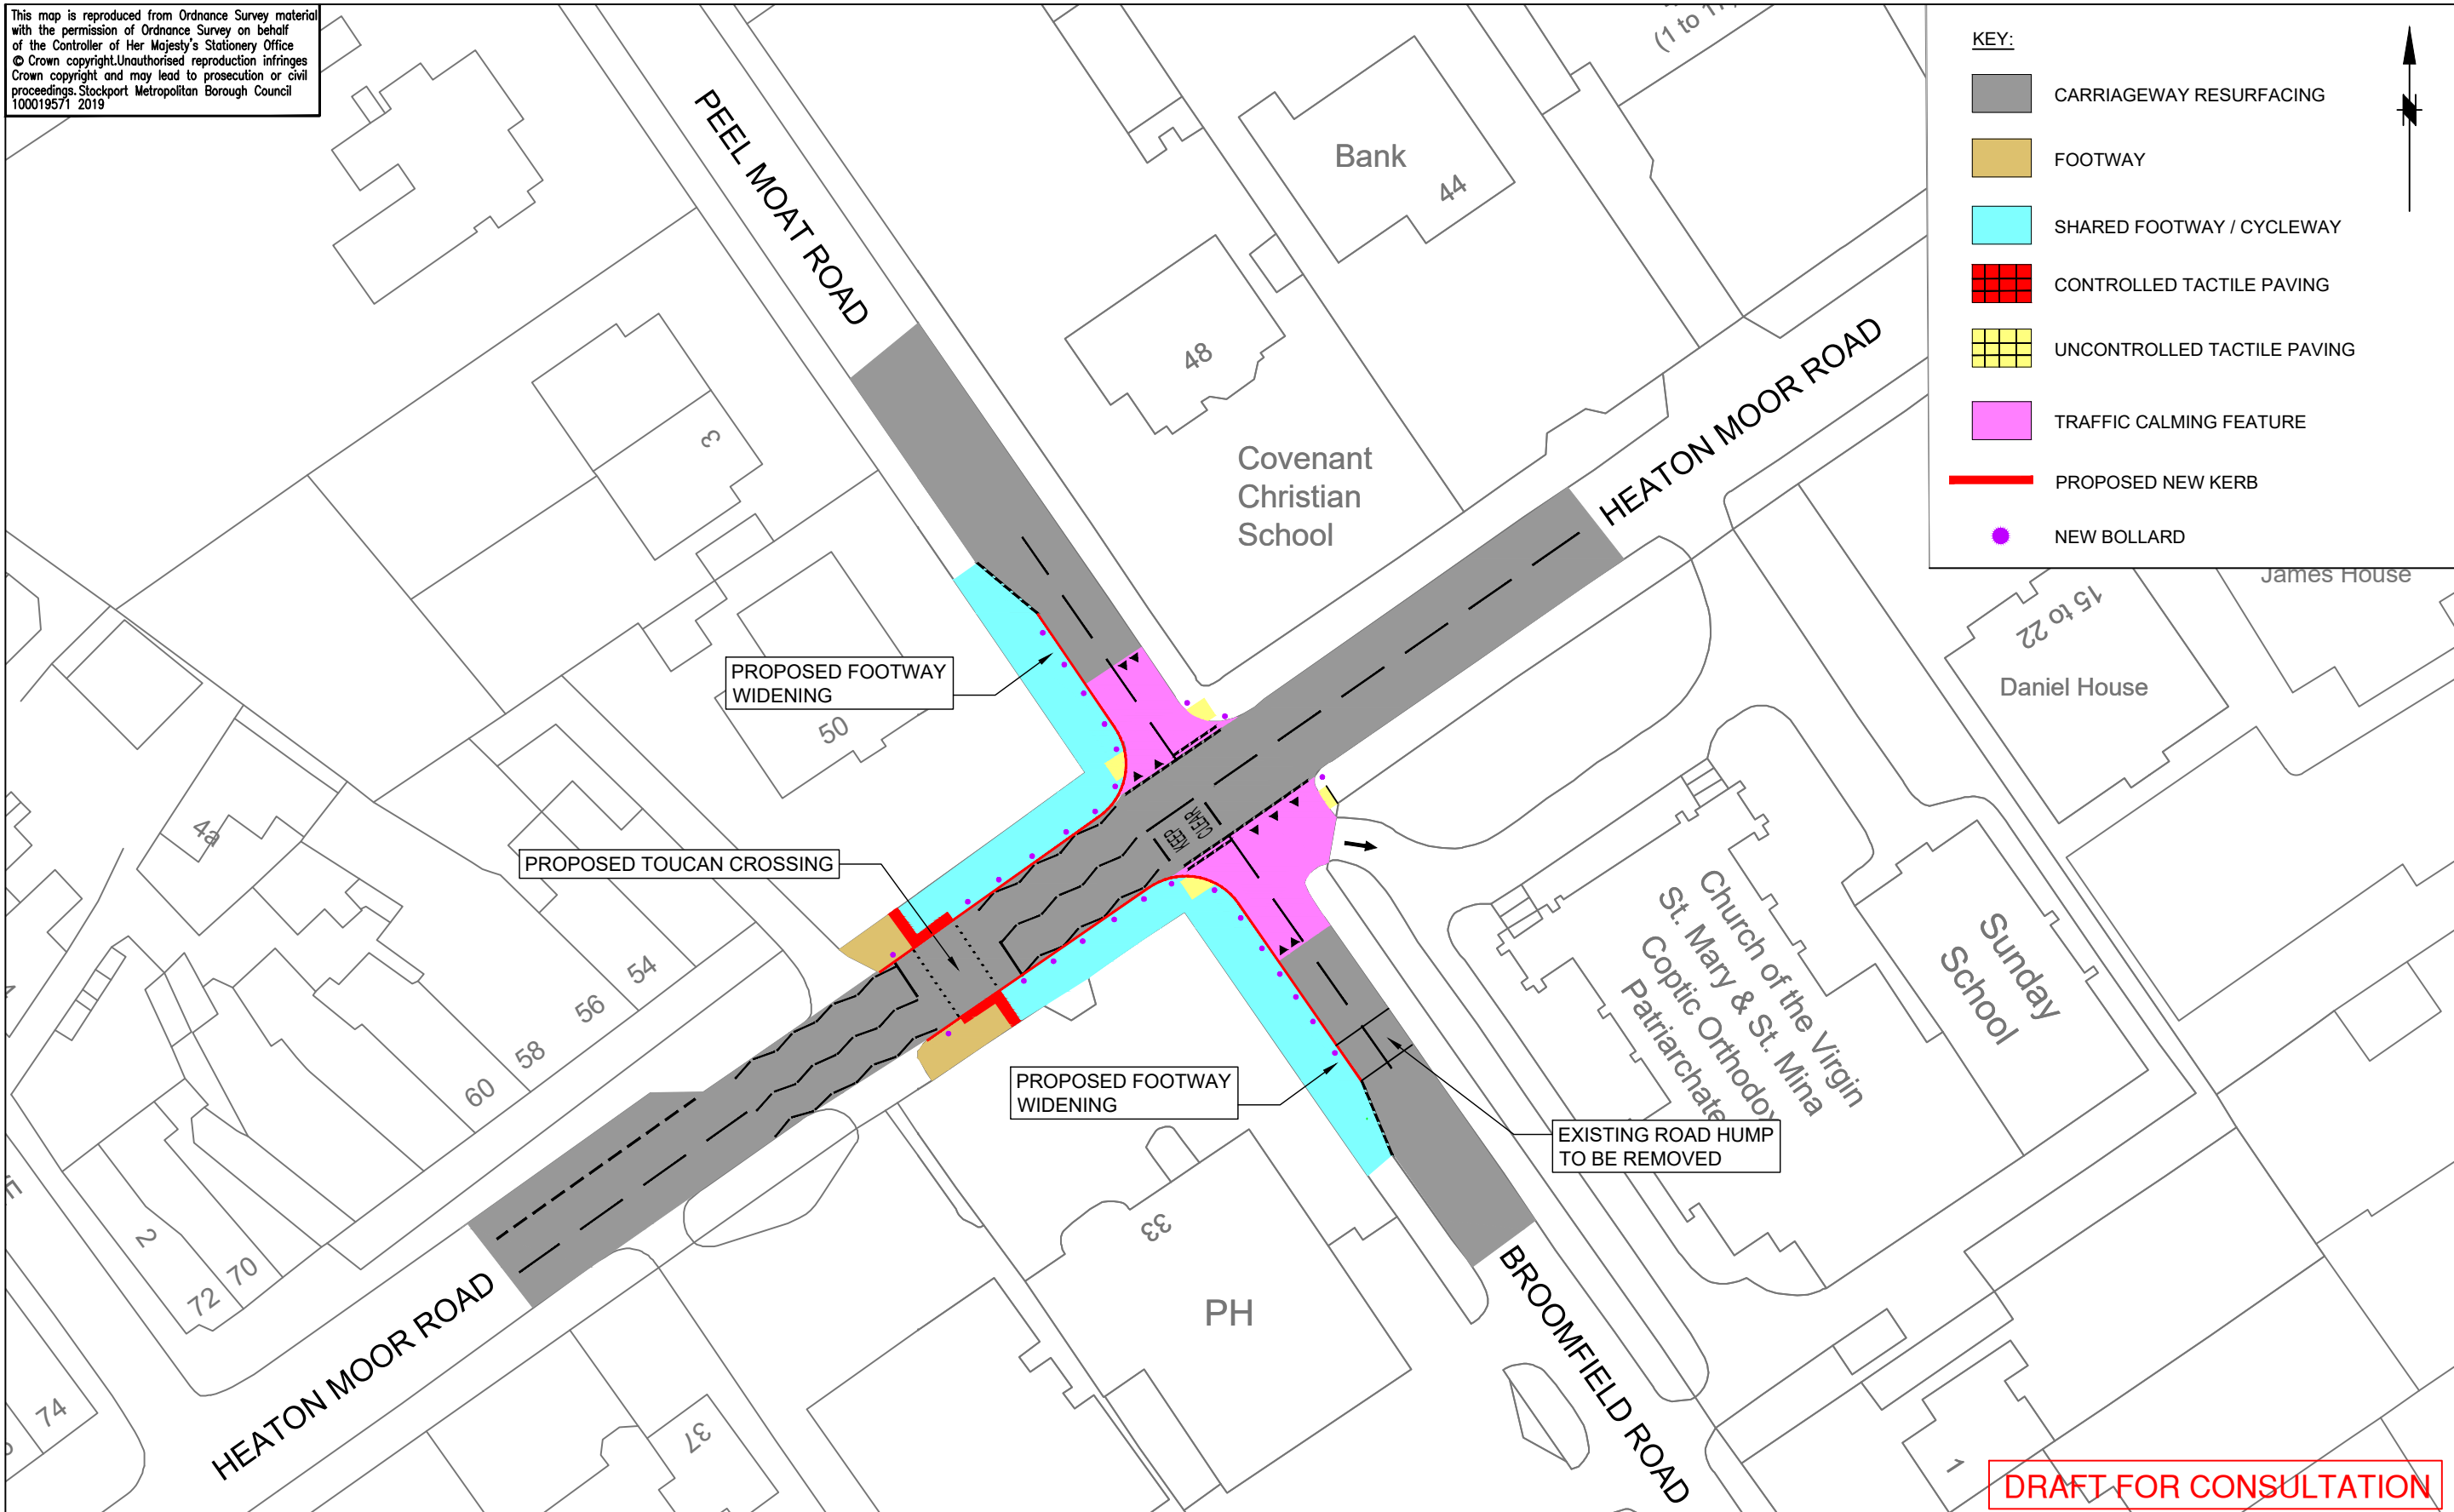 This map is reproduced from Ordnance Survey material
with the permission of Ordnance Survey on behalf
of the Controller of Her Majesty's Stationery Office
© Crown copyright.Unauthorised reproduction infringes
Crown copyright and may lead to prosecution or civil
proceedings. Stockport Metropolitan Borough Council
100019571 2019
KEY:
CARRIAGEWAY RESURFACING
FOOTWAY
SHARED FOOTWAY / CYCLEWAY
CONTROLLED TACTILE PAVING
UNCONTROLLED TACTILE PAVING
TRAFFIC CALMING FEATURE
PROPOSED NEW KERB
NEW BOLLARD
PEEL MOAT ROAD
Bank
44
48
3
Covenant
Christian
School
HEATON MOOR ROAD
James House
15 to 22
Daniel House
PROPOSED FOOTWAY
WIDENING
50
4a
PROPOSED TOUCAN CROSSING
KEEP
CLEAR
54
56
58
60
Church of the Virgin
St. Mary & St. Mina
Coptic Orthodox
Patriarchate
Sunday
School
PROPOSED FOOTWAY
WIDENING
EXISTING ROAD HUMP
TO BE REMOVED
2
70
72
74
HEATON MOOR ROAD
33
PH
37
BROOMFIELD ROAD
1
DRAFT FOR CONSULTATION